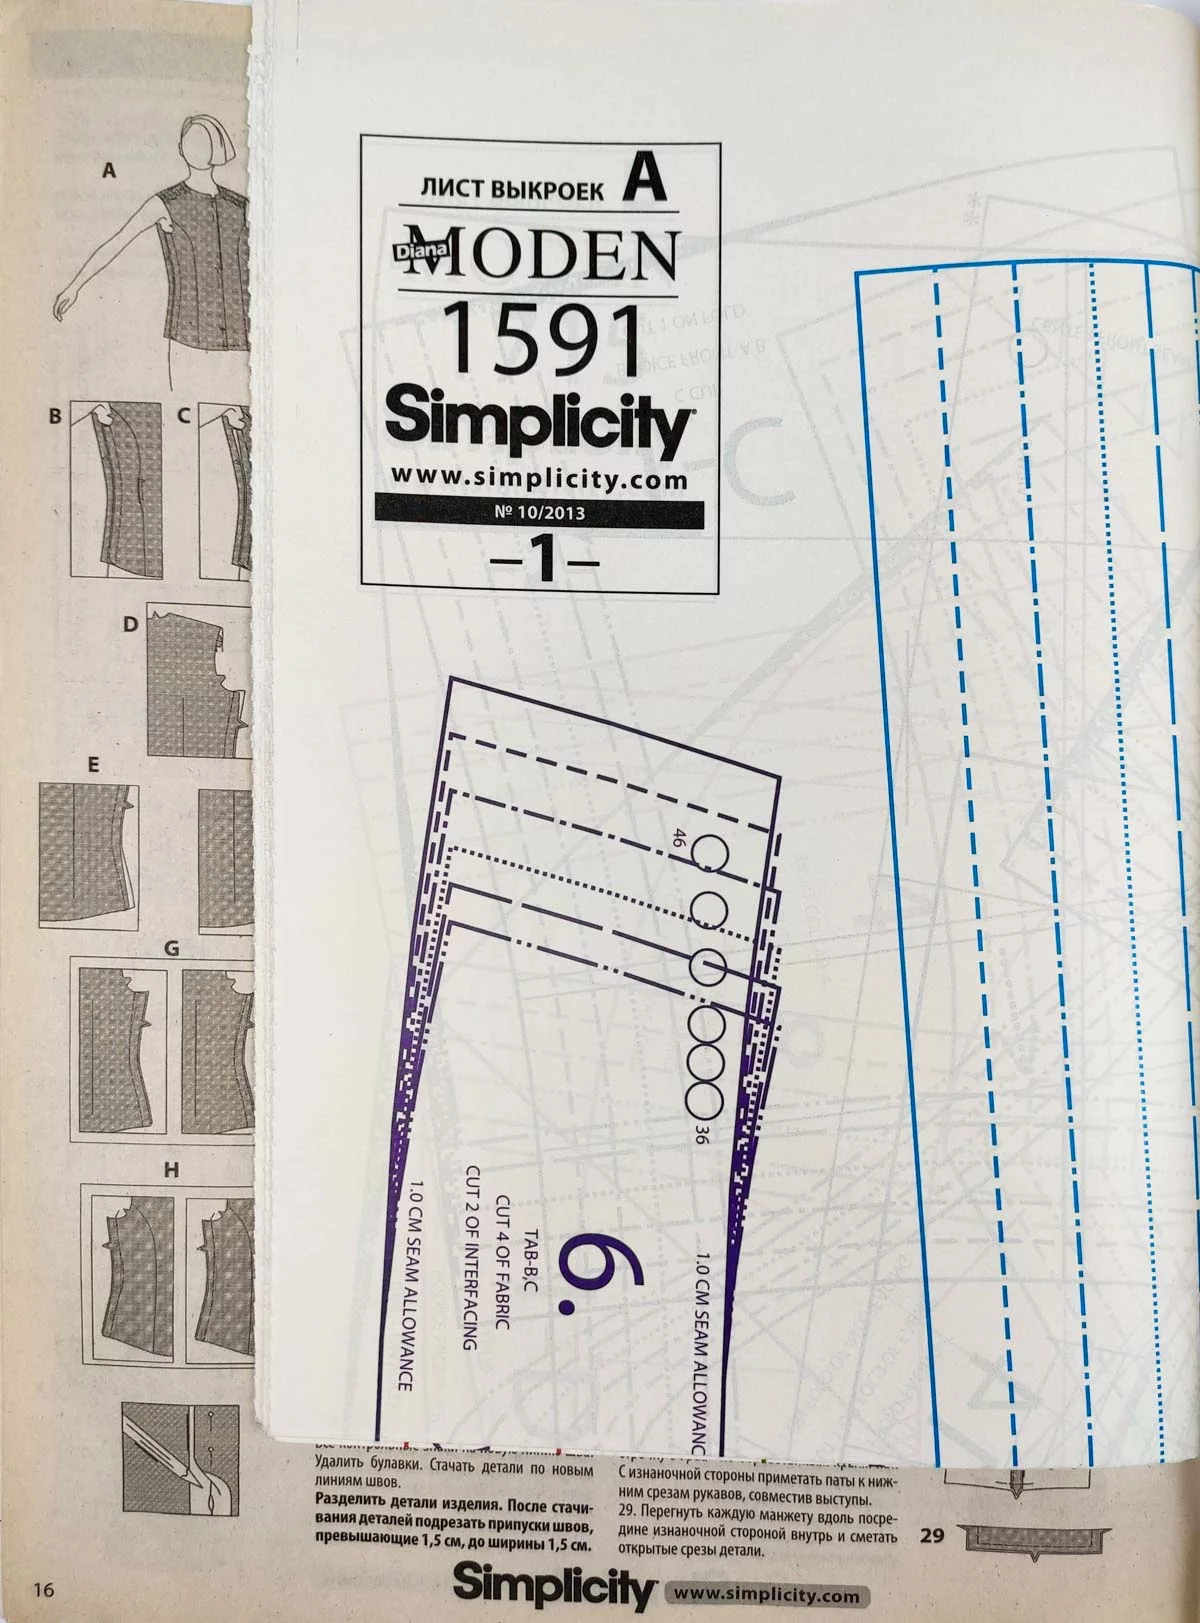 A
B
C
D
E
G
H
ЛИСТ ВЫКРОЕК A
Diana
MODEN
1591
Simplicity
www.simplicity.com
№ 10/2013
–1–
46
36
6.
TAB-B,C
CUT 4 OF FABRIC
CUT 2 OF INTERFACING
1.0 CM SEAM ALLOWANCE
1.0 CM SEAM ALLOWANC
Удалить булавки. Стачать детали по новым
линиям швов.
Разделить детали изделия. После стачи-
вания деталей подрезать припуски швов,
превышающие 1,5 см, до ширины 1,5 см.
С изнаночной стороны приметать паты к ниж-
ним срезам рукавов, совместив выступы.
29. Перегнуть каждую манжету вдоль посре-
дине изнаночной стороной внутрь и сметать
открытые срезы детали.
29
16
Simplicity
www.simplicity.com